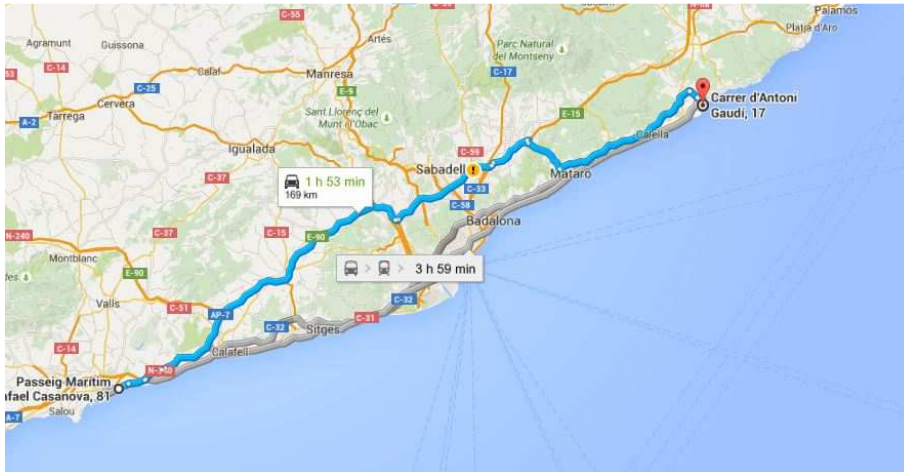 C-55
Palamós
Platja d'Aro
Agramunt
Guissona
Artés
Parc Natural
del Montseny
C-14
Calaf
Manresa
C-17
C-25
E-9
Cervera
Tàrrega
A-2
Sant Llorenç del
Munt i l'Obac
E-15
Carrer d'Antoni
Gaudí, 17
Calella
Igualada
C-59
Sabadell
Mataró
C-37
1 h 53 min
169 km
C-33
C-58
Badalona
N-240
C-37
C-15
E-90
Montblanc
E-90
3 h 59 min
Valls
C-51
AP-7
C-32
C-32
C-31
Sitges
C-14
Calafell
Passeig Marítim
afael Casanova, 81
Salou
A-7